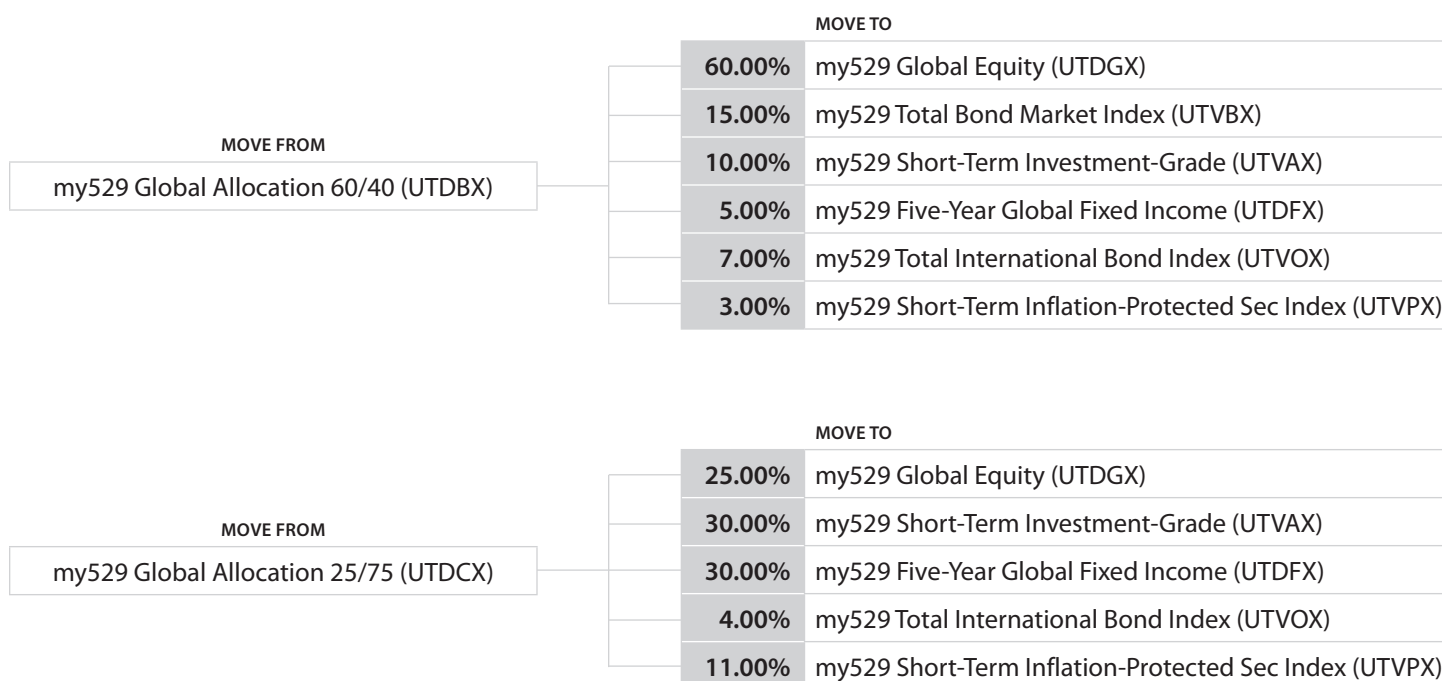 MOVE TO
60.00% my529 Global Equity (UTDGX)
15.00% my529 Total Bond Market Index (UTVBX)
MOVE FROM
10.00% my529 Short-Term Investment-Grade (UTVAX)
my529 Global Allocation 60/40 (UTDBX)
5.00% my529 Five-Year Global Fixed Income (UTDFX)
7.00% my529 Total International Bond Index (UTVOX)
3.00% my529 Short-Term Inflation-Protected Sec Index (UTVPX)
MOVE TO
25.00% my529 Global Equity (UTDGX)
30.00% my529 Short-Term Investment-Grade (UTVAX)
MOVE FROM
my529 Global Allocation 25/75 (UTDCX)
30.00% my529 Five-Year Global Fixed Income (UTDFX)
4.00% my529 Total International Bond Index (UTVOX)
11.00% my529 Short-Term Inflation-Protected Sec Index (UTVPX)